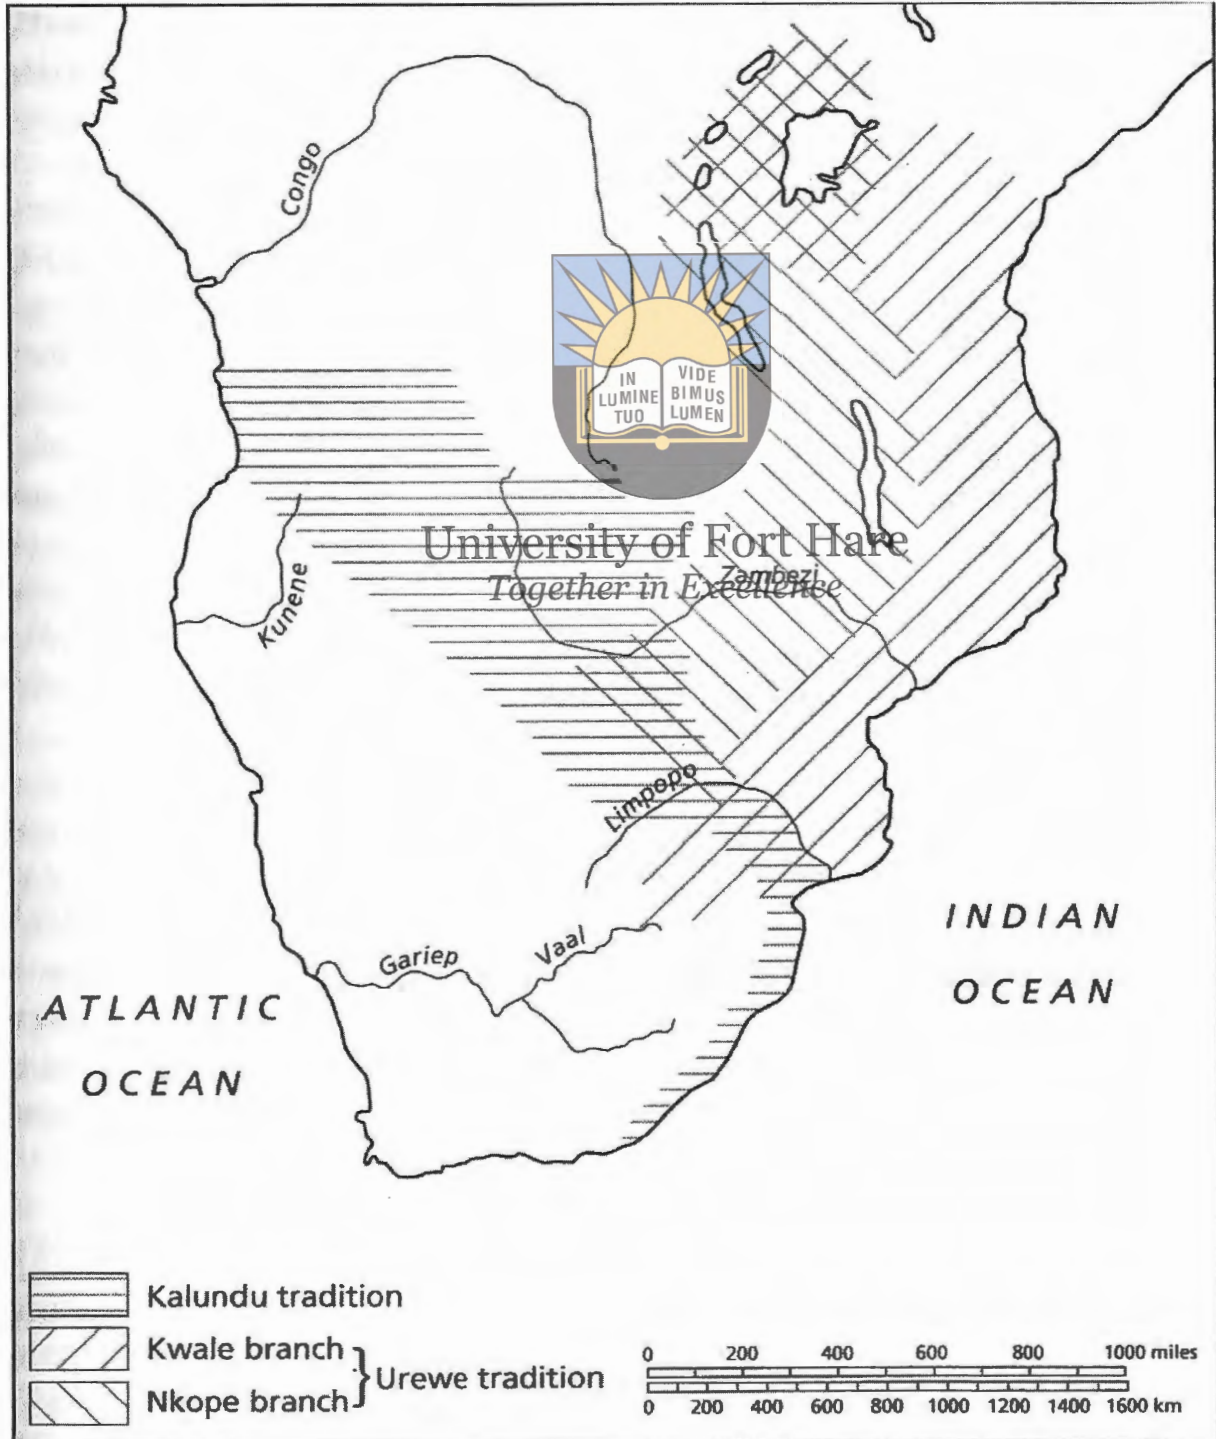 Congo
IN
LUMINE
TUO
VIDE
BIMUS
LUMEN
University of Fort Hare
Together in Excellence
Zambezi
Kunene
Limpopo
Gariep
Vaal
INDIAN
OCEAN
ATLANTIC
OCEAN
Kalundu tradition
Kwale branch
Nkope branch
Urewe tradition
0 200 400 600 800 1000 miles
0 200 400 600 800 1000 1200 1400 1600 km